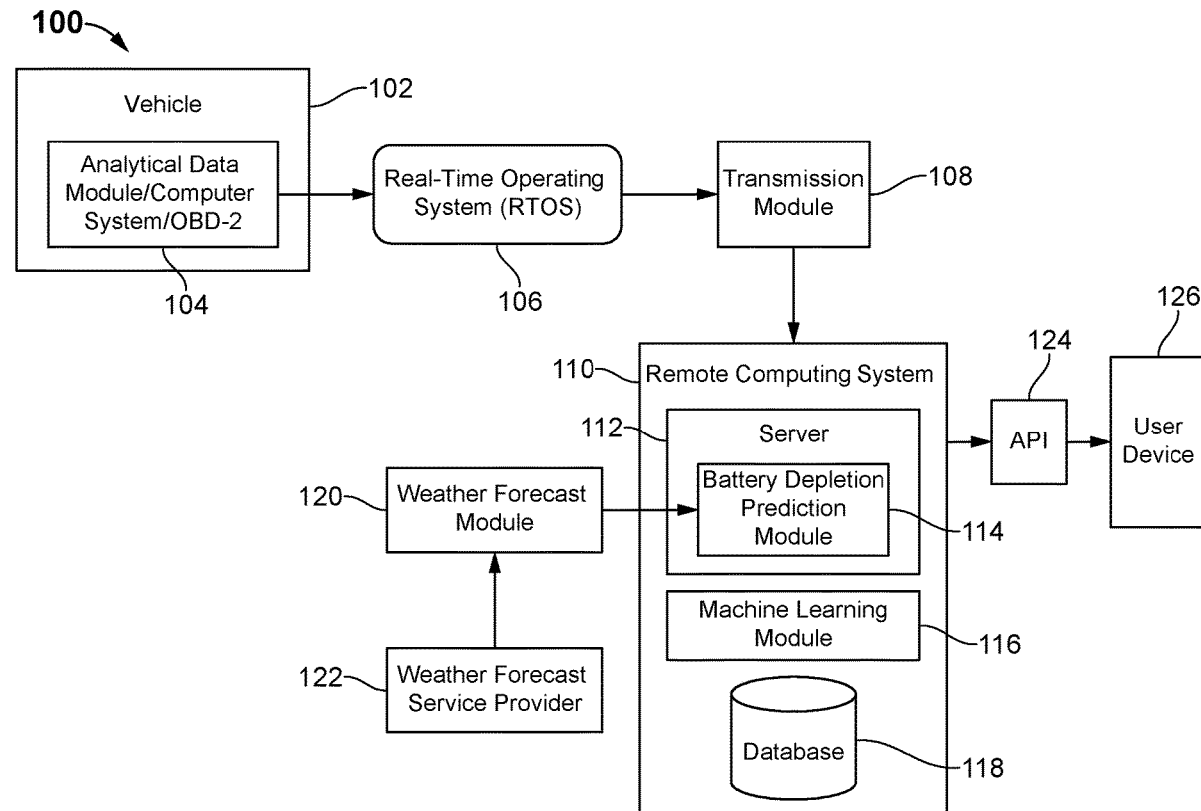 100
Vehicle
102
Analytical Data
Module/Computer
System/OBD-2
104
Real-Time Operating
System (RTOS)
106
Transmission
Module
108
110
Remote Computing System
112
Server
Battery Depletion
Prediction
Module
114
Machine Learning
Module
116
Database
118
120
Weather Forecast
Module
122
Weather Forecast
Service Provider
124
API
126
User
Device